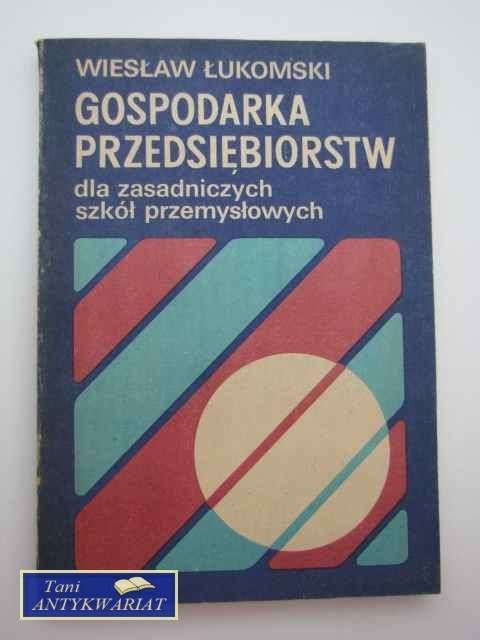 WIESŁAW ŁUKOMSKI
GOSPODARKA
PRZEDSIĘBIORSTW
dla zasadniczych
szkół przemysłowych
Tani
ANTYKWARIAT